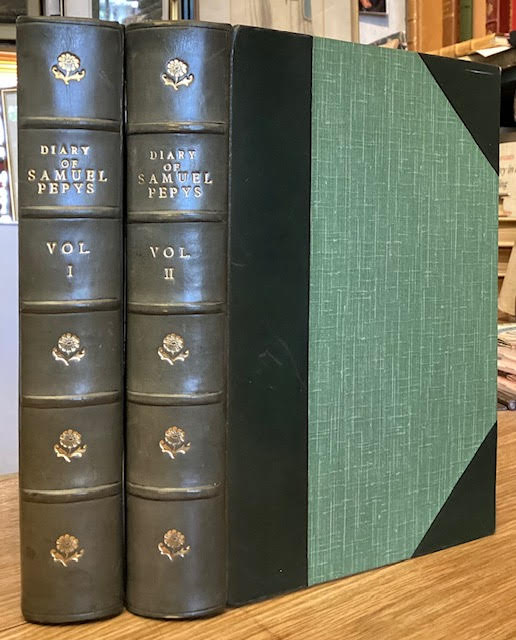 DIARY
OF
SAMUEL
PEPYS
VOL.
I
DIARY
OF
SAMUEL
PEPYS
VOL.
II